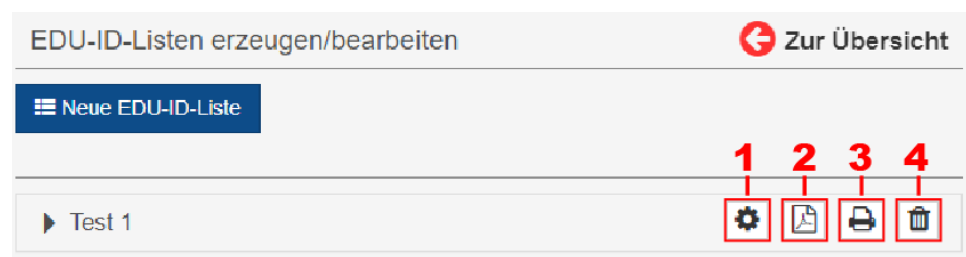 EDU-ID-Listen erzeugen/bearbeiten Zur Übersicht
Neue EDU-ID-Liste
1 2 3 4
Test 1